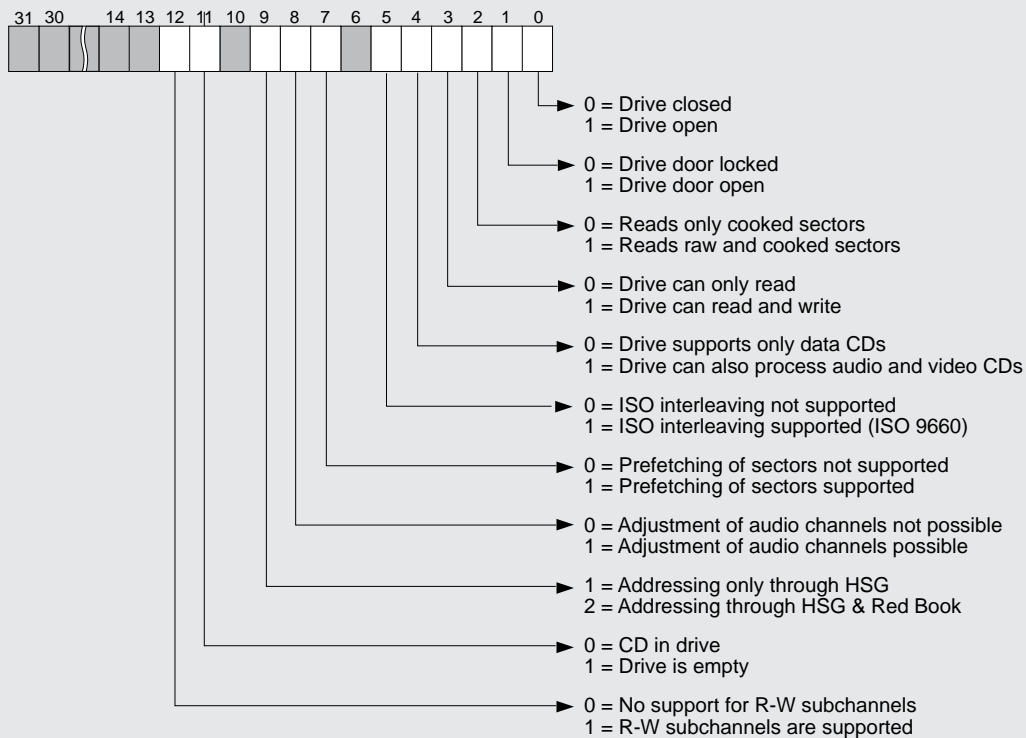 31 30 14 13 12 11 10 9 8 7 6 5 4 3 2 1 0
0 = Drive closed
1 = Drive open
0 = Drive door locked
1 = Drive door open
0 = Reads only cooked sectors
1 = Reads raw and cooked sectors
0 = Drive can only read
1 = Drive can read and write
0 = Drive supports only data CDs
1 = Drive can also process audio and video CDs
0 = ISO interleaving not supported
1 = ISO interleaving supported (ISO 9660)
0 = Prefetching of sectors not supported
1 = Prefetching of sectors supported
0 = Adjustment of audio channels not possible
1 = Adjustment of audio channels possible
1 = Addressing only through HSG
2 = Addressing through HSG & Red Book
0 = CD in drive
1 = Drive is empty
0 = No support for R-W subchannels
1 = R-W subchannels are supported